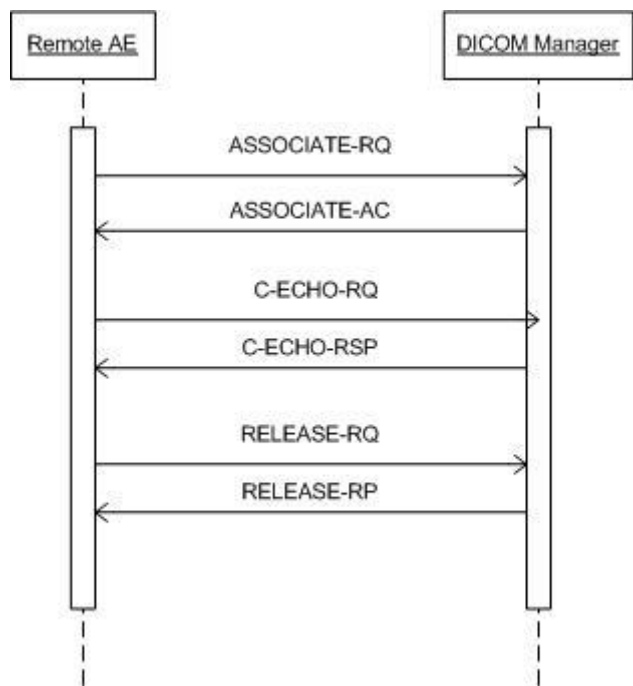 Remote AE
DICOM Manager
ASSOCIATE-RQ
ASSOCIATE-AC
C-ECHO-RQ
C-ECHO-RSP
RELEASE-RQ
RELEASE-RP